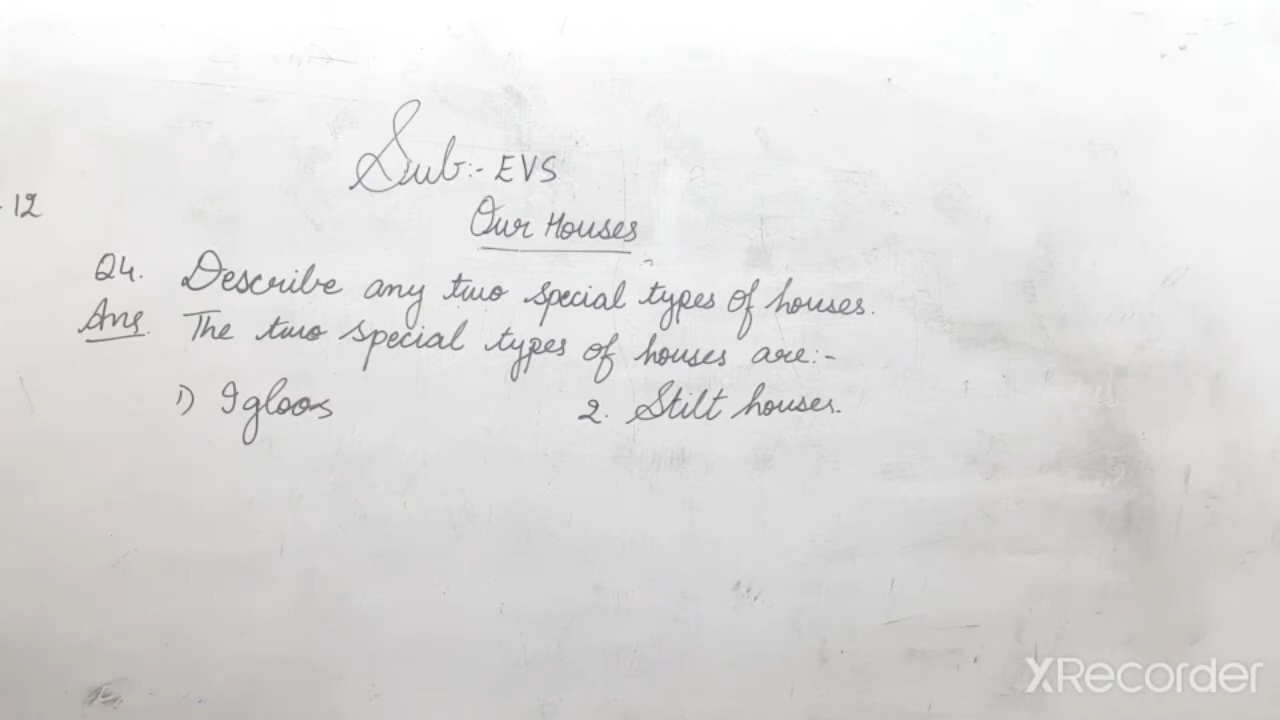 Sub:- EVS
12
Our Houses
Q4. Describe any two special types of houses.
Ans. The two special types of houses are:-
1) Igloos 2. Stilt houses.
XRecorder